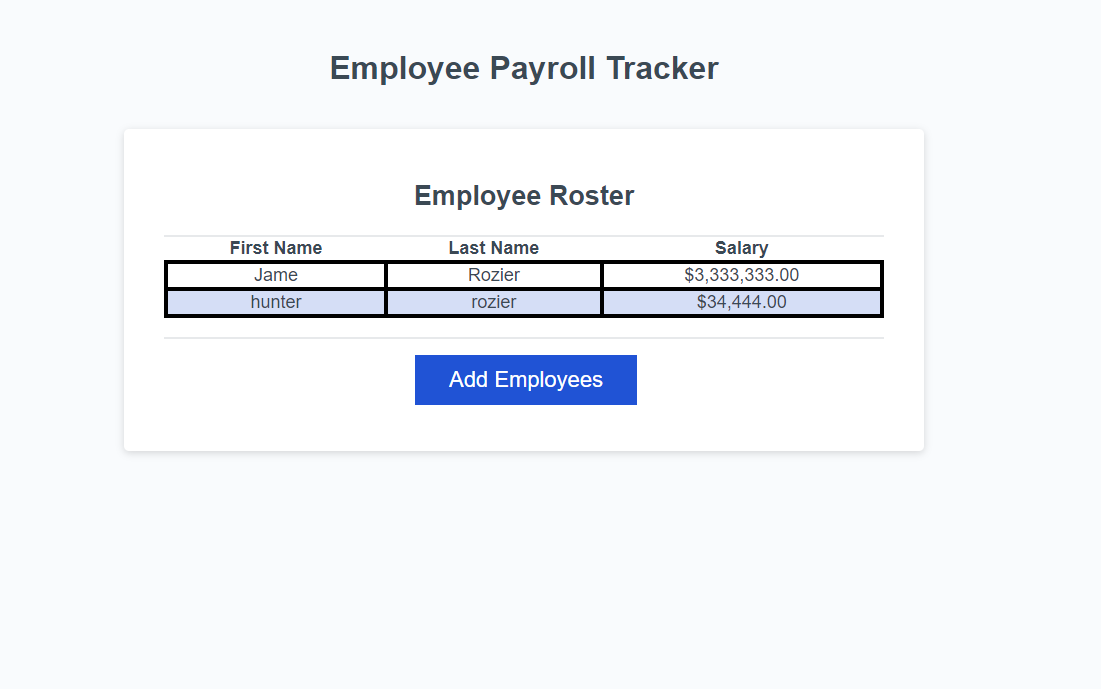 Employee Payroll Tracker
Employee Roster
First Name Last Name Salary
Jame Rozier $3,333,333.00
hunter rozier $34,444.00
Add Employees